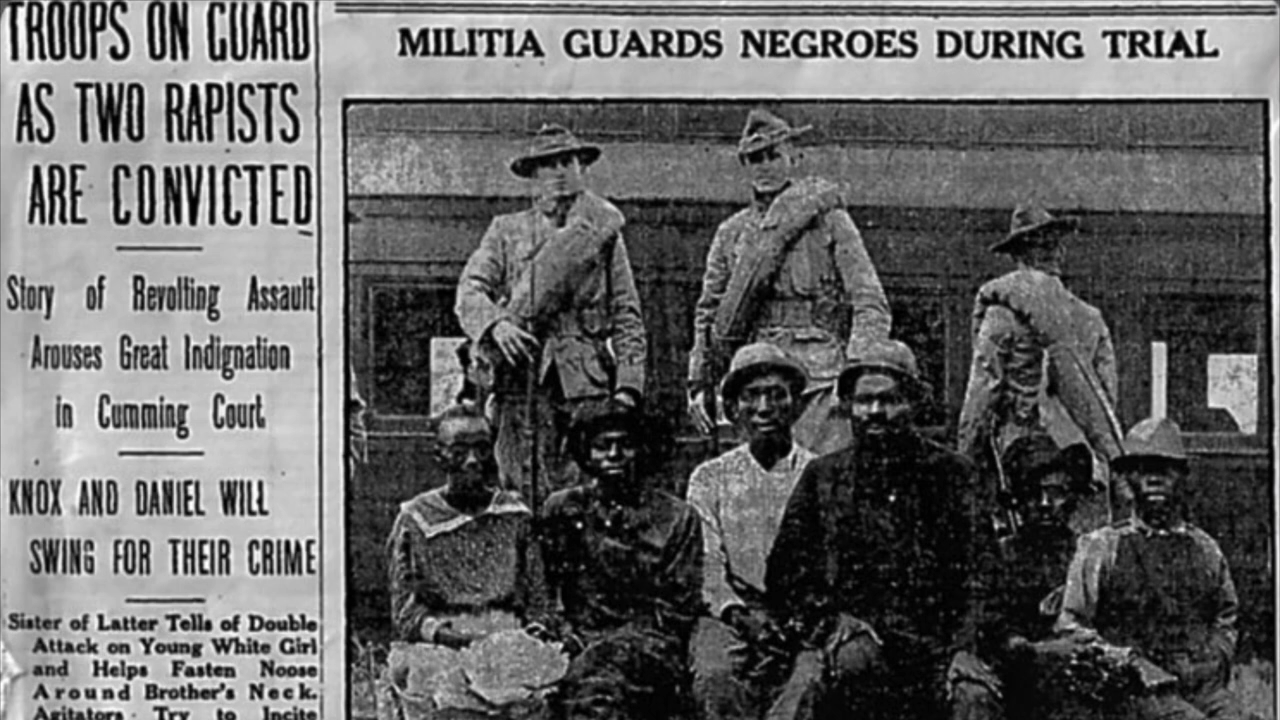 TROOPS ON GUARD
AS TWO RAPISTS
ARE CONVICTED
Story of Revolting Assault
Arouses Great Indignation
in Cumming Court
KNOX AND DANIEL WILL
SWING FOR THEIR CRIME
Sister of Latter Tells of Double
Attack on Young White Girl
and Helps Fasten Noose
Around Brother's Neck.
Agitators Try to Incite
MILITIA GUARDS NEGROES DURING TRIAL